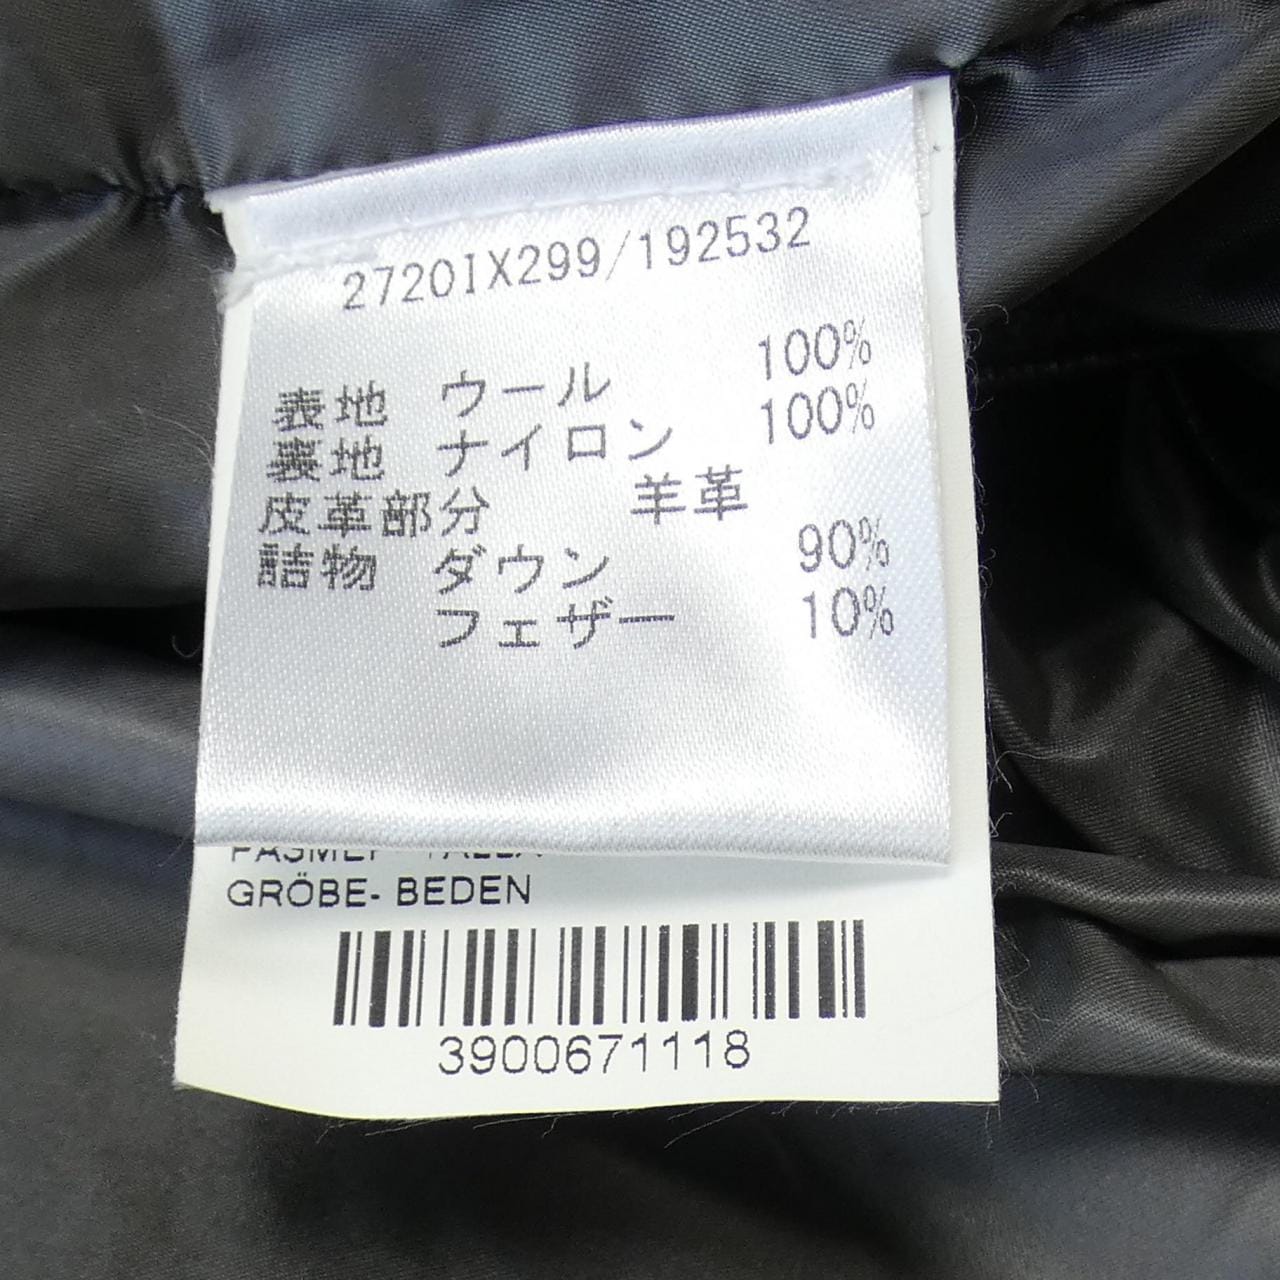 27201X299/192532
表地 ウール 100%
裏地 ナイロン 100%
皮革部分 羊革
詰物 ダウン 90%
フェザー 10%
GRÖBE- BEDEN
3900671118